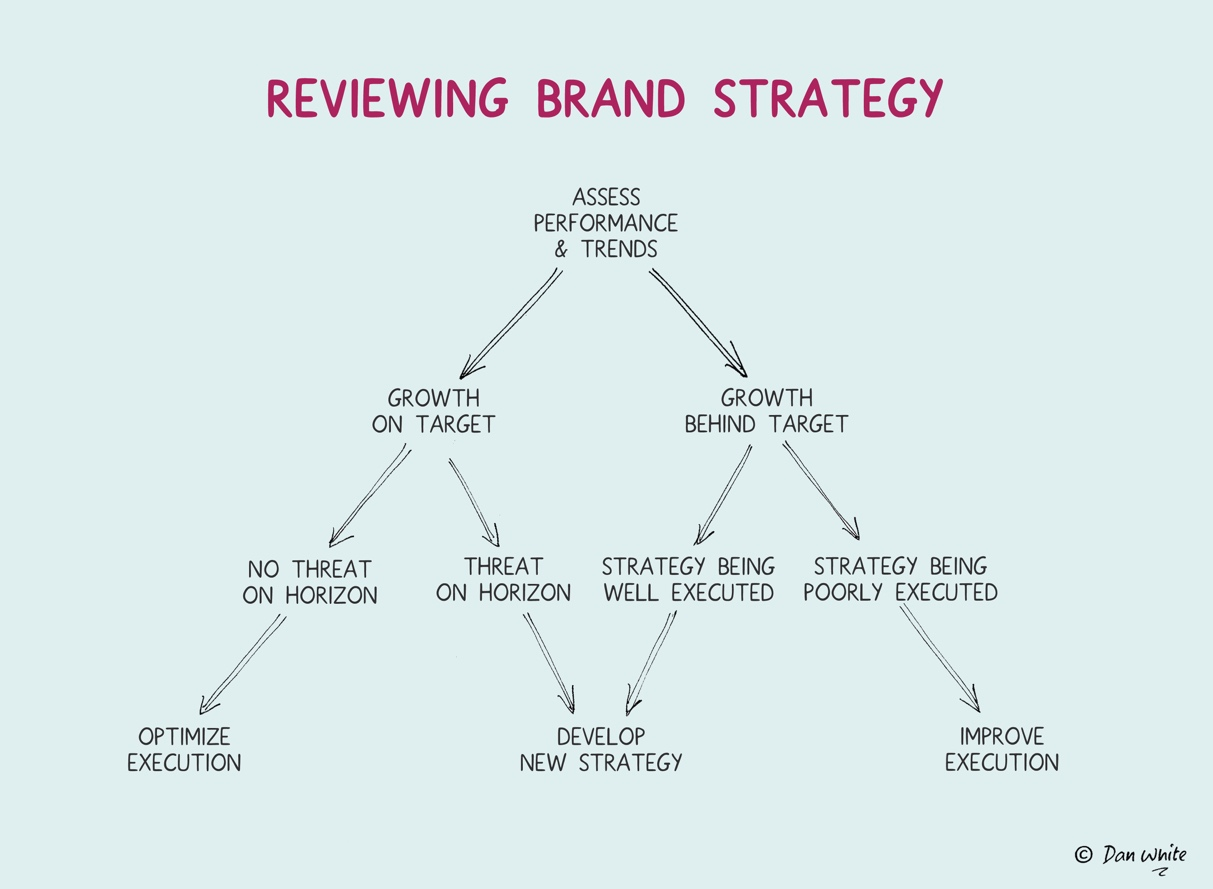 REVIEWING BRAND STRATEGY
ASSESS
PERFORMANCE
& TRENDS
GROWTH
ON TARGET
GROWTH
BEHIND TARGET
NO THREAT
ON HORIZON
THREAT
ON HORIZON
STRATEGY BEING
WELL EXECUTED
STRATEGY BEING
POORLY EXECUTED
OPTIMIZE
EXECUTION
DEVELOP
NEW STRATEGY
IMPROVE
EXECUTION
© Dan White